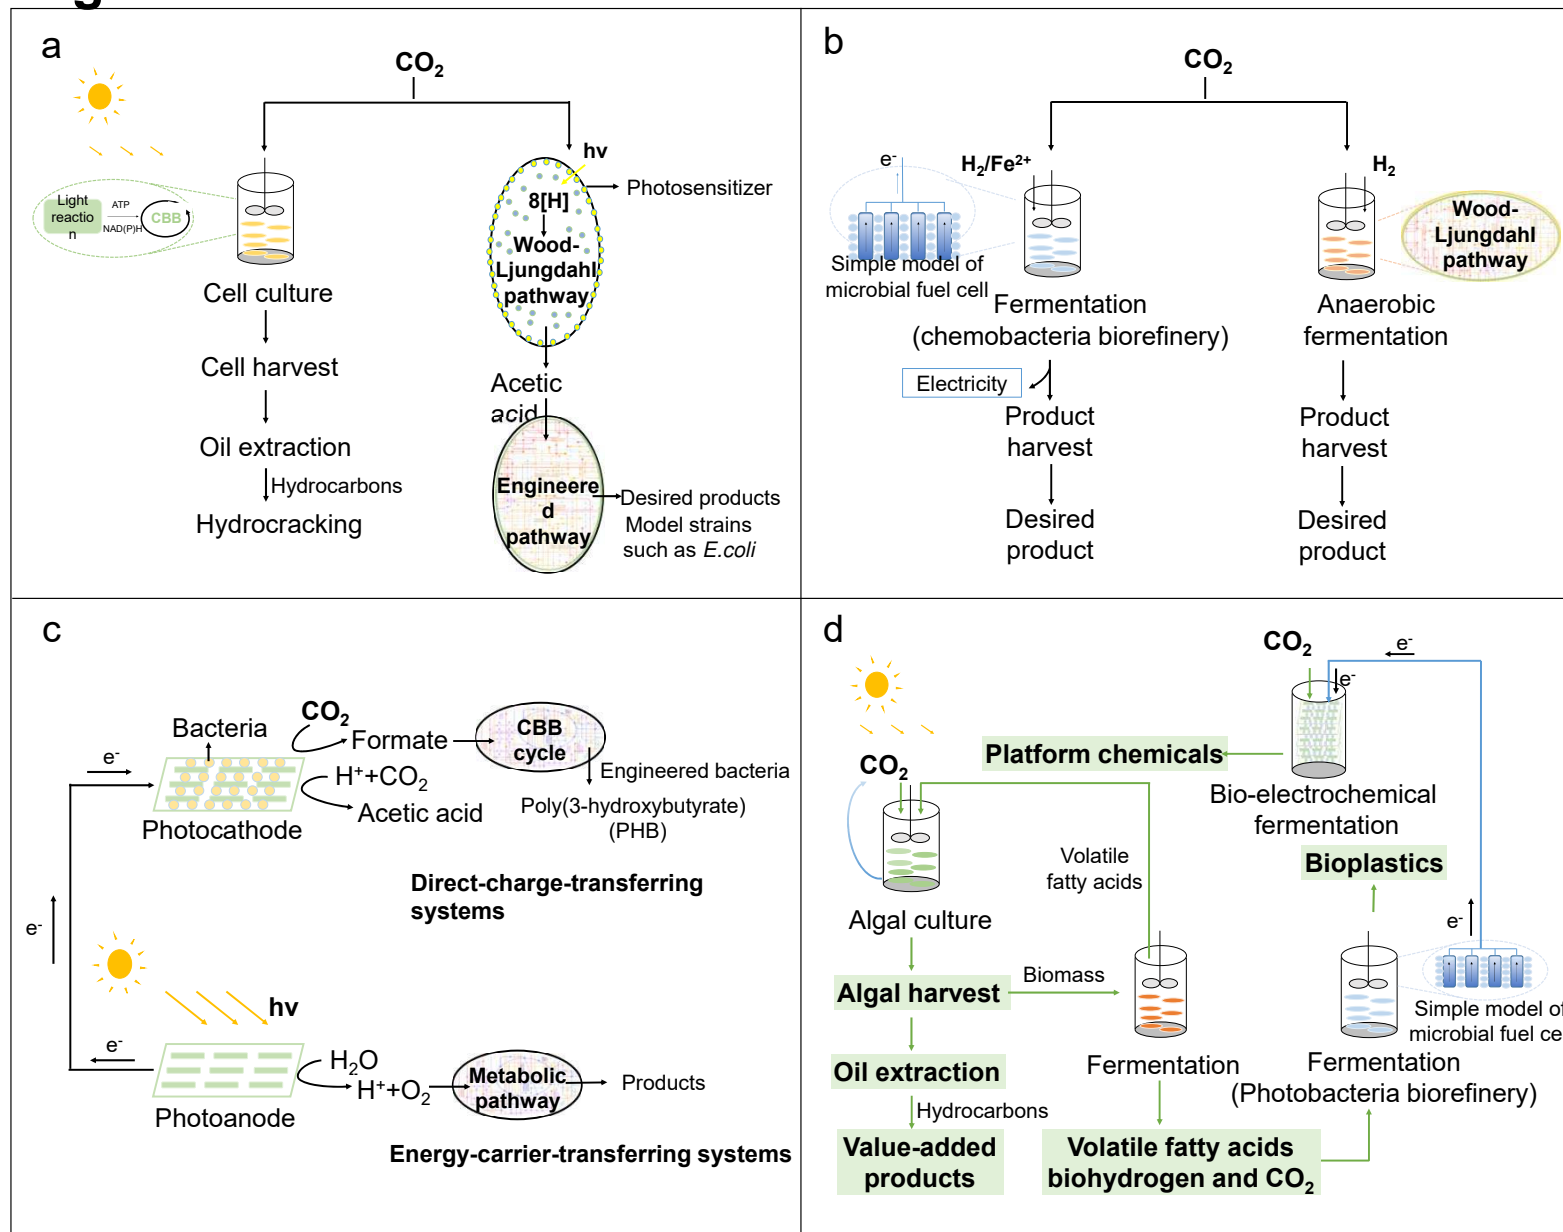 g
a
CO₂
hv
Photosensitizer
8[H]
Light
reactio
n
ATP
NAD(P)H
CBB
Wood-
Ljungdahl
pathway
Cell culture
Cell harvest
Acetic
acid
Oil extraction
Hydrocarbons
Hydrocracking
Engineere
d
pathway
Desired products
Model strains
such as E.coli
b
CO₂
e⁻
H₂/Fe²⁺
H₂
Wood-
Ljungdahl
pathway
Simple model of
microbial fuel cell
Fermentation
(chemobacteria biorefinery)
Anaerobic
fermentation
Electricity
Product
harvest
Product
harvest
Desired
product
Desired
product
c
Bacteria
CO₂
Formate
CBB
cycle
e⁻
H⁺+CO₂
Engineered bacteria
Acetic acid
Poly(3-hydroxybutyrate)
(PHB)
Photocathode
Direct-charge-transferring
systems
e⁻
hv
e⁻
H₂O
H⁺+O₂
Metabolic
pathway
Products
Photoanode
Energy-carrier-transferring systems
d
CO₂
e⁻
e⁻
Platform chemicals
CO₂
Bio-electrochemical
fermentation
Volatile
fatty acids
Bioplastics
Algal culture
e⁻
Algal harvest
Biomass
Simple model of
microbial fuel ce
Oil extraction
Fermentation
Fermentation
(Photobacteria biorefinery)
Hydrocarbons
Value-added
products
Volatile fatty acids
biohydrogen and CO₂